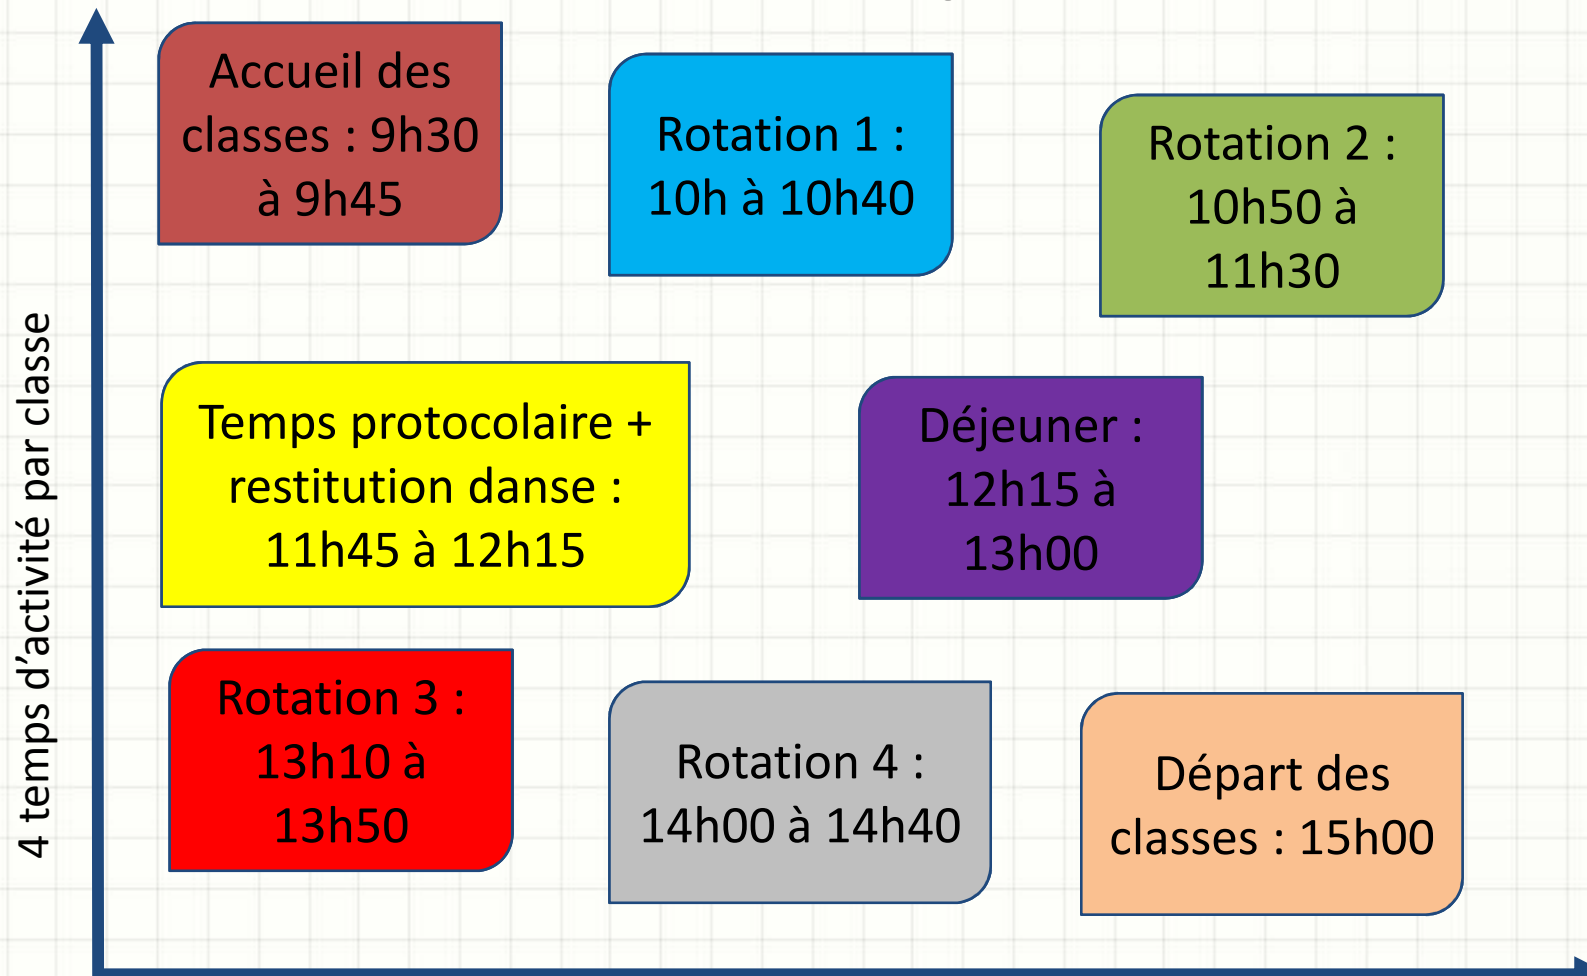 Accueil des
classes : 9h30
à 9h45
Rotation 1 :
10h à 10h40
Rotation 2 :
10h50 à
11h30
4 temps d’activité par classe
Temps protocolaire +
restitution danse :
11h45 à 12h15
Déjeuner :
12h15 à
13h00
Rotation 3 :
13h10 à
13h50
Rotation 4 :
14h00 à 14h40
Départ des
classes : 15h00